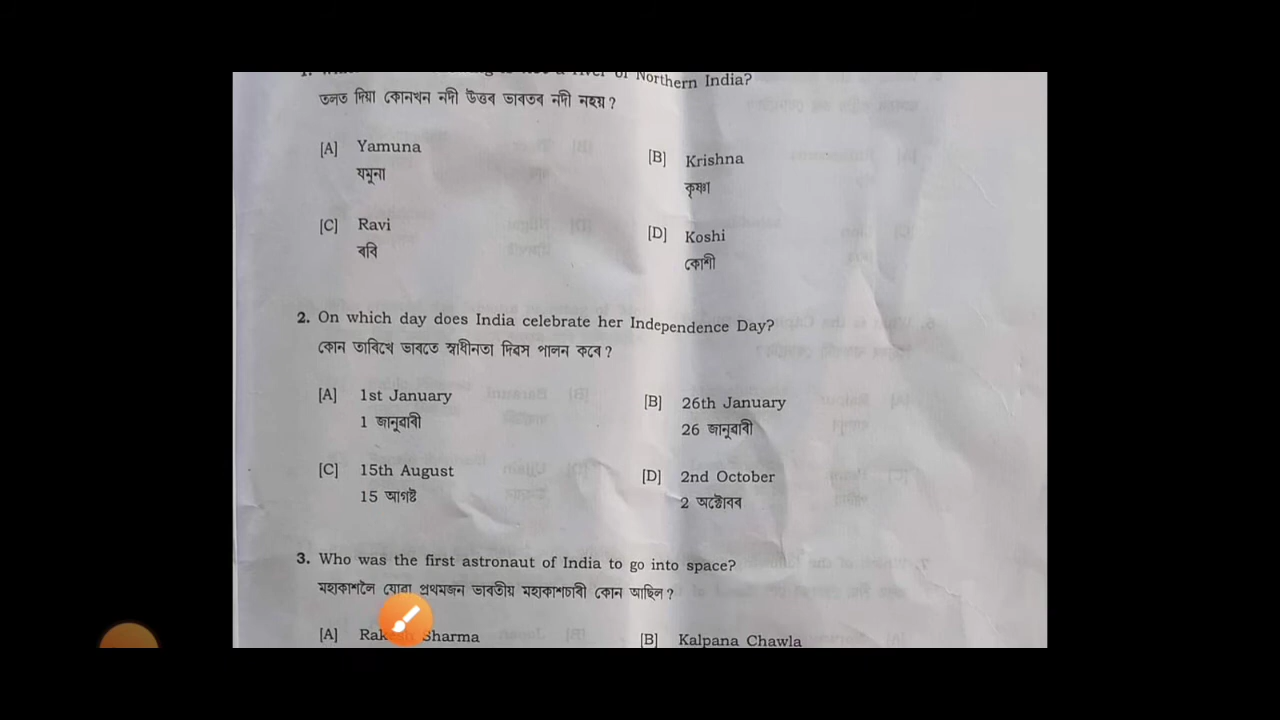 of Northern India?
তলত দিয়া কোনখন নদী উত্তৰ ভাৰতৰ নদী নহয়?
[A] Yamuna
যমুনা
[B] Krishna
কৃষ্ণা
[C] Ravi
ৰবি
[D] Koshi
কোশী
2. On which day does India celebrate her Independence Day?
কোন তাৰিখে ভাৰতে স্বাধীনতা দিৱস পালন কৰে?
[A] 1st January
1 জানুৱাৰী
[B] 26th January
26 জানুৱাৰী
[C] 15th August
15 আগষ্ট
[D] 2nd October
2 অক্টোবৰ
3. Who was the first astronaut of India to go into space?
মহাকাশলৈ যোৱা প্ৰথমজন ভাৰতীয় মহাকাশচাৰী কোন আছিল?
[A] Rakesh Sharma
[B] Kalpana Chawla